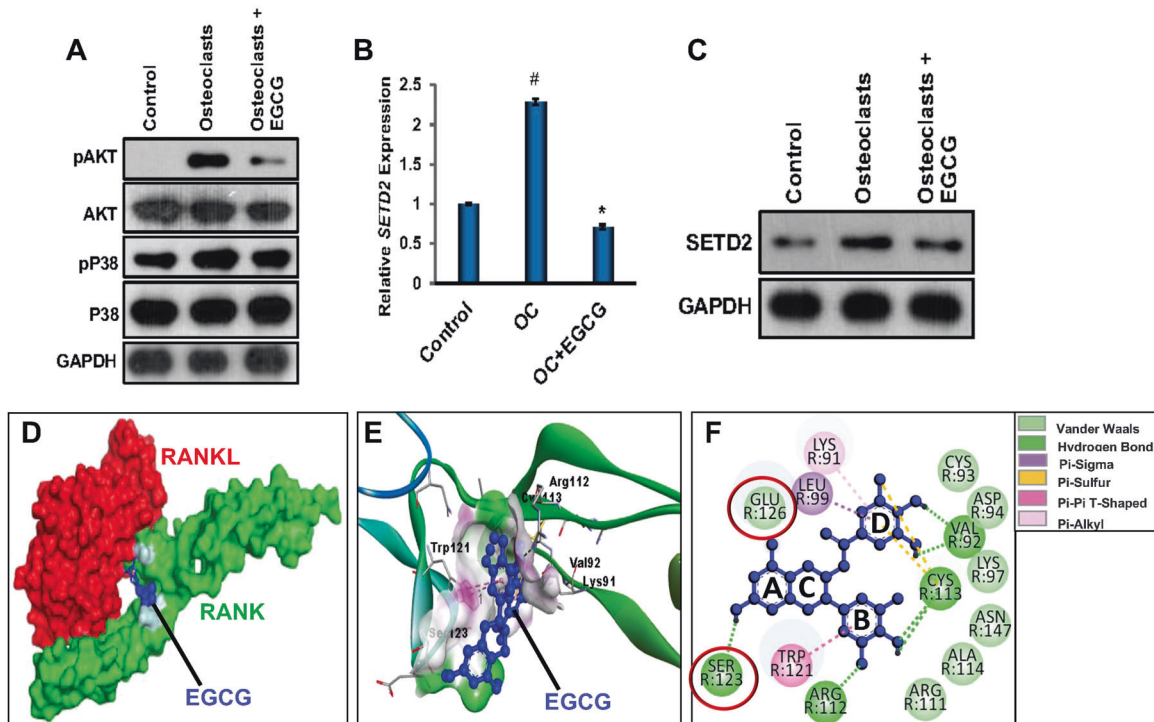 A
Control
Osteoclasts
Osteoclasts +
EGCG
pAKT
AKT
pP38
P38
GAPDH
B
Relative SETD2 Expression
2.5
2
1.5
1
0.5
0
#
*
Control
OC
OC+EGCG
C
Control
Osteoclasts
Osteoclasts +
EGCG
SETD2
GAPDH
D
RANKL
RANK
EGCG
E
Arg112
Trp121
Val92
Lys91
EGCG
F
LYS
R:91
CYS
R:93
GLU
R:126
LEU
R:99
ASP
R:94
D
VAL
R:92
LYS
R:97
A
C
CYS
R:113
B
ASN
R:147
SER
R:123
TRP
R:121
ALA
R:114
ARG
R:112
ARG
R:111
Vander Waals
Hydrogen Bond
Pi-Sigma
Pi-Sulfur
Pi-Pi T-Shaped
Pi-Alkyl